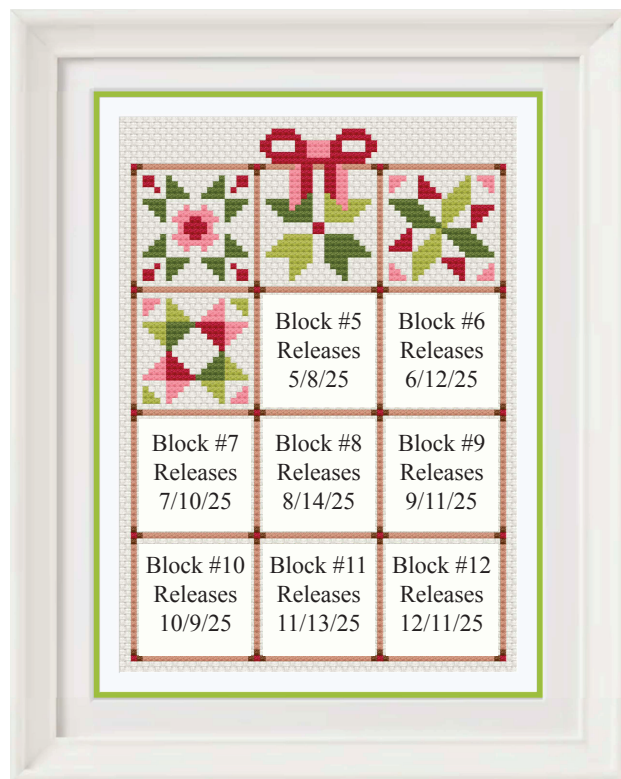 Block #5
Releases
5/8/25
Block #6
Releases
6/12/25
Block #7
Releases
7/10/25
Block #8
Releases
8/14/25
Block #9
Releases
9/11/25
Block #10
Releases
10/9/25
Block #11
Releases
11/13/25
Block #12
Releases
12/11/25